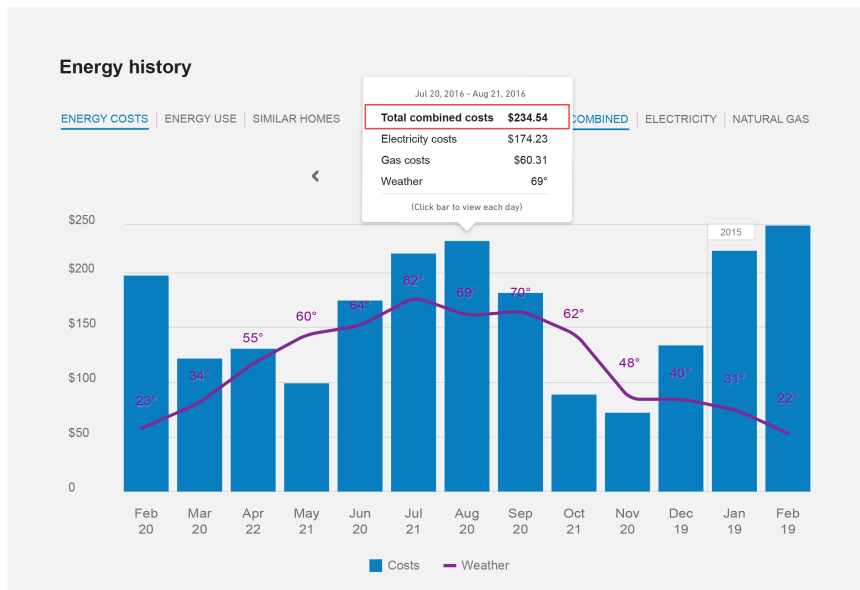 Energy history
ENERGY COSTS ENERGY USE SIMILAR HOMES
COMBINED ELECTRICITY NATURAL GAS
Jul 20, 2016 - Aug 21, 2016
Total combined costs $234.54
Electricity costs $174.23
Gas costs $60.31
Weather 69°
(Click bar to view each day)
2015
$250
$200
$150
$100
$50
0
23° 34° 55° 60° 64° 82° 69° 70° 62° 48° 40° 31° 22°
Feb Mar Apr May Jun Jul Aug Sep Oct Nov Dec Jan Feb
20 20 22 21 20 21 20 20 21 20 19 19 19
Costs Weather